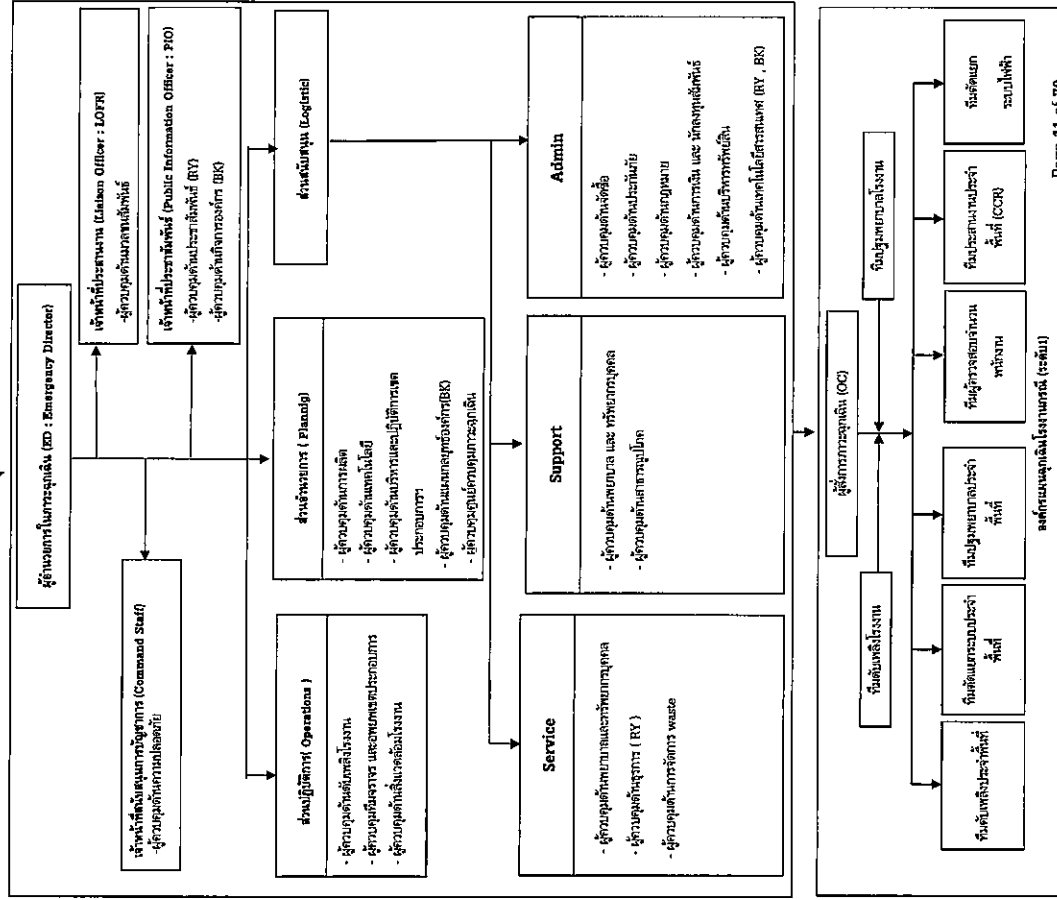 ผู้อำนวยการในภาวะฉุกเฉิน (ED : Emergency Director)
เจ้าหน้าที่ประสานงาน (Liaison Officer : LOFR)
-ผู้ควบคุมด้านมวลชนสัมพันธ์
เจ้าหน้าที่สนับสนุนการบัญชาการ (Command Staff)
-ผู้ควบคุมด้านความปลอดภัย
เจ้าหน้าที่ประชาสัมพันธ์ (Public Infomation Officer : PIO)
-ผู้ควบคุมด้านประชาสัมพันธ์ (RY)
-ผู้ควบคุมด้านกิจการองค์กร (BK)
ส่วนปฏิบัติการ( Operations )
- ผู้ควบคุมด้านดับเพลิงโรงงาน
- ผู้ควบคุมทีมจราจร และอพยพเขตประกอบการ
- ผู้ควบคุมด้านสิ่งแวดล้อมโรงงาน
ส่วนอำนวยการ ( Plannig)
- ผู้ควบคุมด้านการผลิต
- ผู้ควบคุมด้านเทคโนโลยี
- ผู้ควบคุมด้านบริหารและปฏิบัติการเขต
ประกอบการฯ
- ผู้ควบคุมด้านแผนกลยุทธ์องค์กร(BK)
- ผู้ควบคุมศูนย์ควบคุมภาวะฉุกเฉิน
ส่วนสนับสนุน (Logistic)
Service
- ผู้ควบคุมด้านพยาบาลและทรัพยากรบุคคล
- ผู้ควบคุมด้านธุรการ ( RY )
- ผู้ควบคุมด้านการจัดการ waste
Support
- ผู้ควบคุมด้านพยาบาล และ ทรัพยากรบุคคล
- ผู้ควบคุมด้านสาธารณูปโภค
Admin
- ผู้ควบคุมด้านจัดซื้อ
- ผู้ควบคุมด้านประกันภัย
- ผู้ควบคุมด้านกฎหมาย
- ผู้ควบคุมด้านการเงิน และ นักลงทุนสัมพันธ์
- ผู้ควบคุมด้านบริหารทรัพย์สิน
- ผู้ควบคุมด้านเทคโนโลยีสารสนเทศ (RY , BK)
ผู้สั่งการภาวะฉุกเฉิน (OC)
ทีมดับเพลิงโรงงาน
ทีมปฐมพยาบาลโรงงาน
ทีมดับเพลิงประจำพื้นที่
ทีมตัดแยกระบบประจำ
พื้นที่
ทีมปฐมพยาบาลประจำ
พื้นที่
ทีมผู้ตรวจสอบจำนวน
พนักงาน
ทีมประสานงานประจำ
พื้นที่ (CCR)
ทีมตัดแยก
ระบบไฟฟ้า
องค์กรแผนฉุกเฉินโรงงานกรณี (ระดับ1)
Page 11 of 70